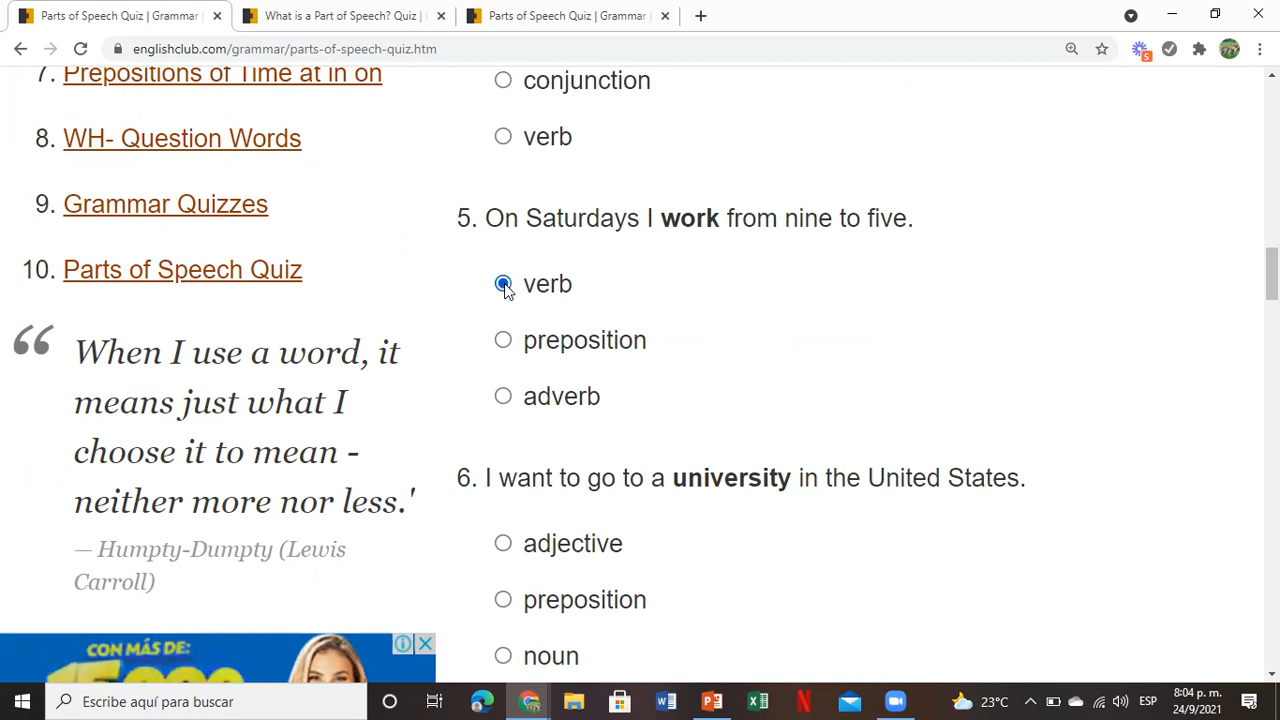 Parts of Speech Quiz | Grammar
What is a Part of Speech? Quiz |
Parts of Speech Quiz | Grammar
englishclub.com/grammar/parts-of-speech-quiz.htm
5
7. Prepositions of Time at in on
8. WH- Question Words
9. Grammar Quizzes
10. Parts of Speech Quiz
“ When I use a word, it
means just what I
choose it to mean -
neither more nor less.'
— Humpty-Dumpty (Lewis
Carroll)
CON MÁS DE:
conjunction
verb
5. On Saturdays I work from nine to five.
verb
preposition
adverb
6. I want to go to a university in the United States.
adjective
preposition
noun
Escribe aquí para buscar
23°C
ESP
8:04 p. m.
24/9/2021